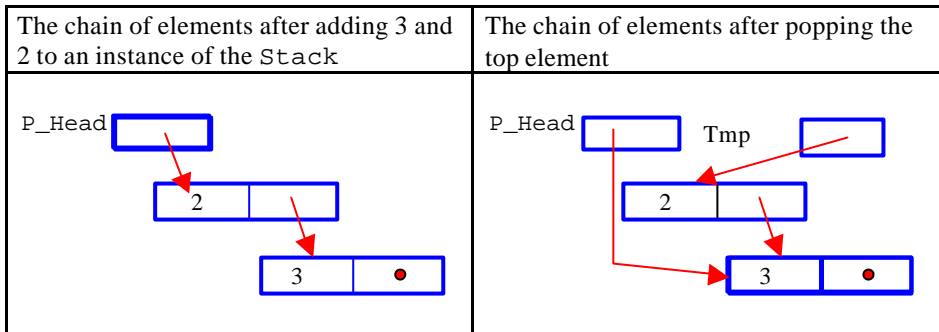 The chain of elements after adding 3 and
2 to an instance of the Stack
The chain of elements after popping the
top element
P_Head
2
3
P_Head
Tmp
2
3